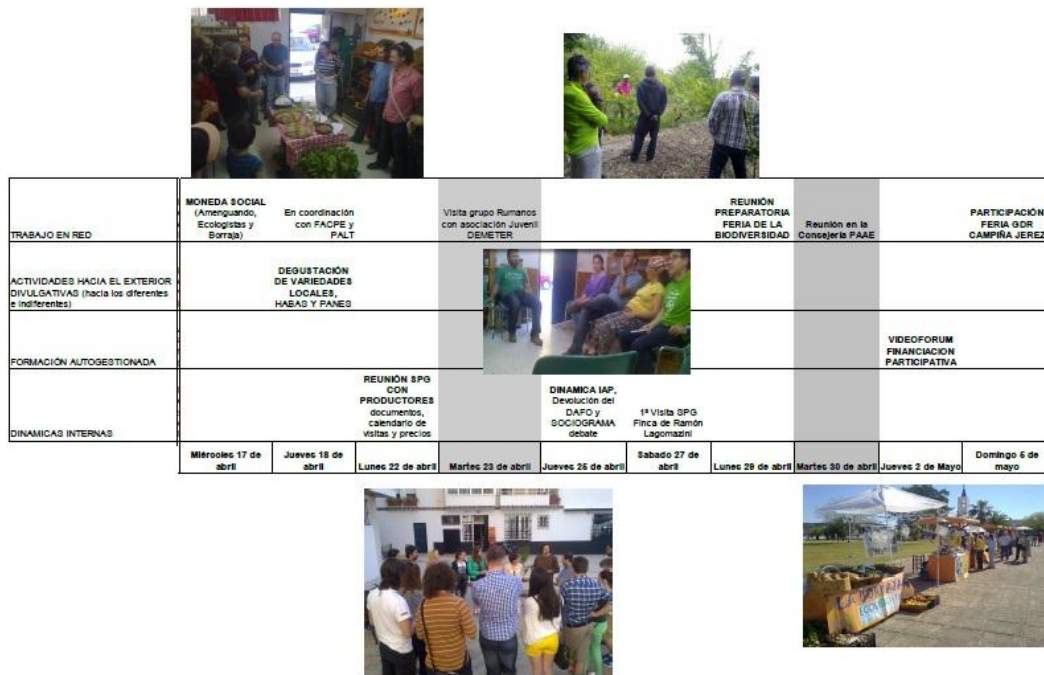 TRABAJO EN RED
MONEDA SOCIAL
(Amenguando,
Ecologistas y
Borraja)
En coordinación
con FACPE y
PALT
Visita grupo Rumanos
con asociación Juvenil
DEMETER
REUNIÓN
PREPARATORIA
FERIA DE LA
BIODIVERSIDAD
Reunión en la
Consejería PAAE
PARTICIPACIÓN
FERIA GDR
CAMPIÑA JEREZ
ACTIVIDADES HACIA EL EXTERIOR
DIVULGATIVAS (hacia los diferentes
e indiferentes)
DEGUSTACIÓN
DE VARIEDADES
LOCALES,
HABAS Y PANES
FORMACIÓN AUTOGESTIONADA
VIDEOFORUM
FINANCIACION
PARTICIPATIVA
DINAMICAS INTERNAS
REUNIÓN SPG
CON
PRODUCTORES
documentos,
calendario de
visitas y precios
DINAMICA IAP,
Devolución del
DAFO y
SOCIOGRAMA
debate
1ª Visita SPG
Finca de Ramón
Lagomazini
Miércoles 17 de
abril
Jueves 18 de
abril
Lunes 22 de abril
Martes 23 de abril
Jueves 25 de abril
Sabado 27 de
abril
Lunes 29 de abril
Martes 30 de abril
Jueves 2 de Mayo
Domingo 5 de
mayo